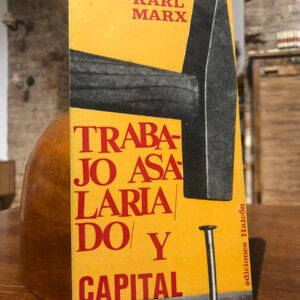 KARL
MARX
TRABA-
JO ASA-
LARIA/
DO/ Y
CAPITAL
ediciones Halcón